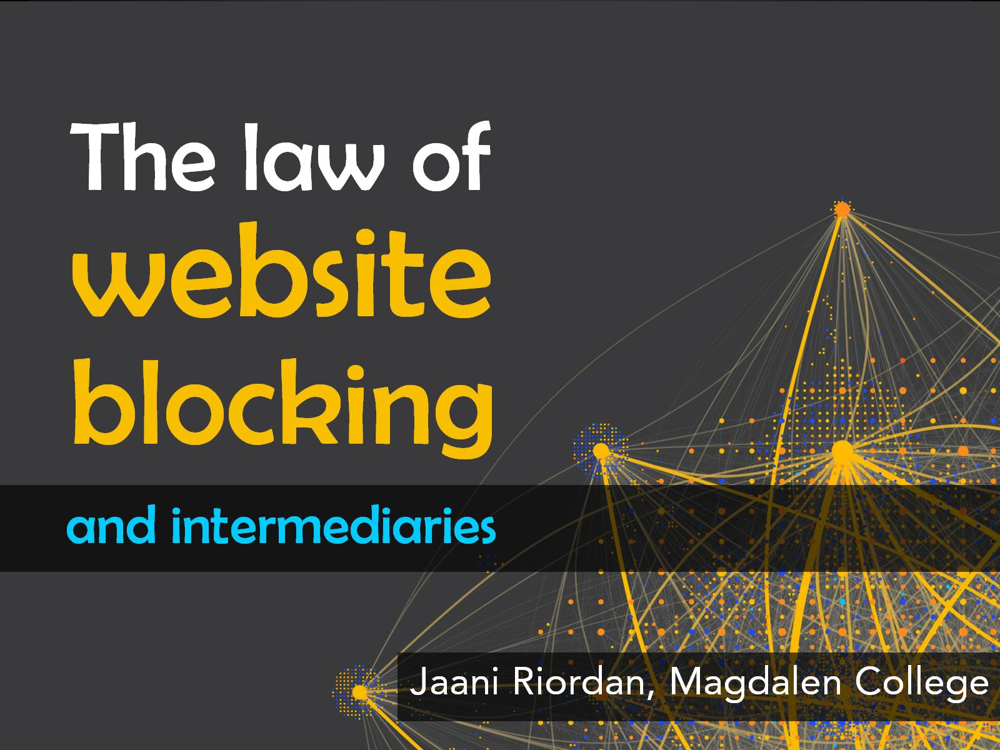 The law of
website
blocking
and intermediaries
Jaani Riordan, Magdalen College